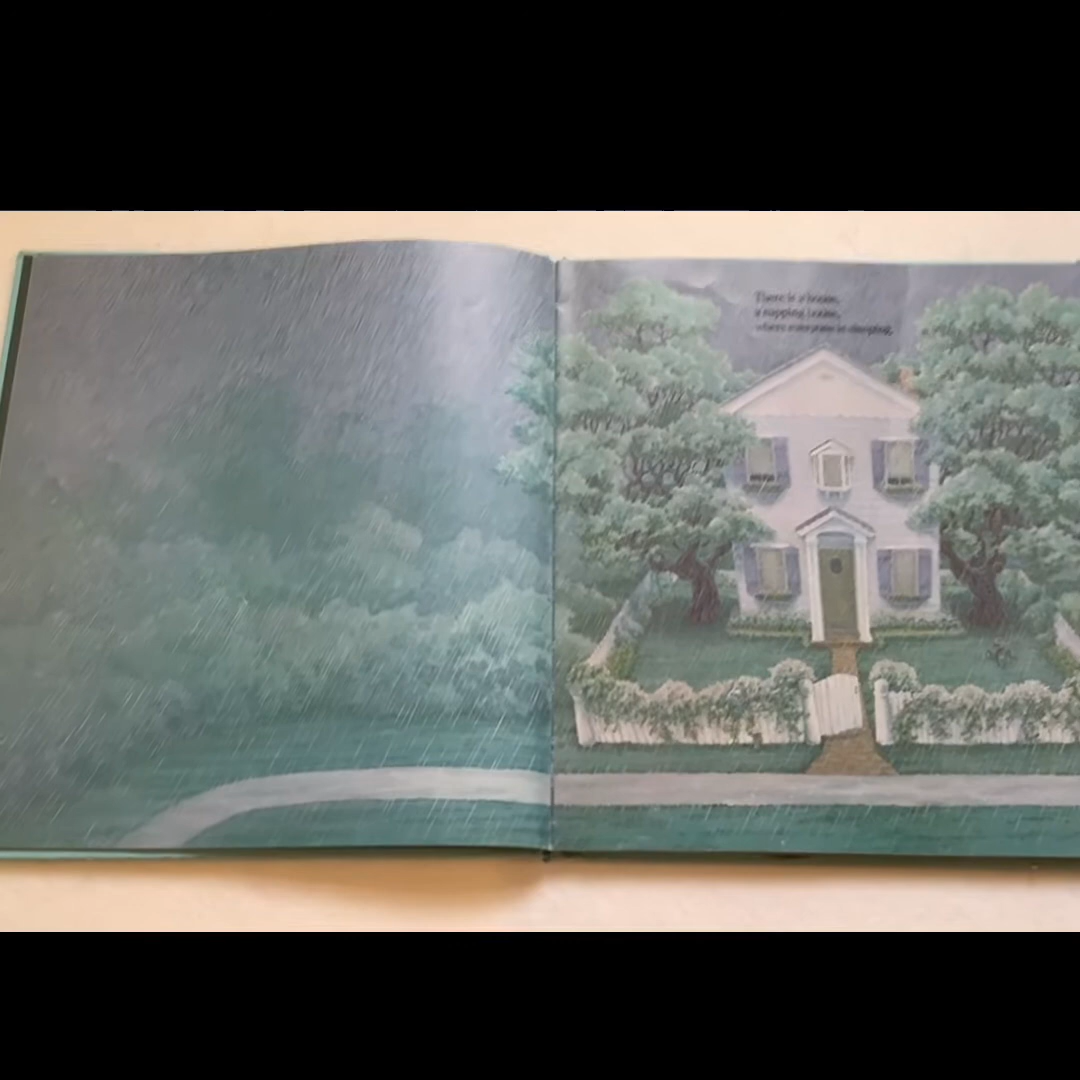 There is a house,
a napping house,
where everyone is sleeping.